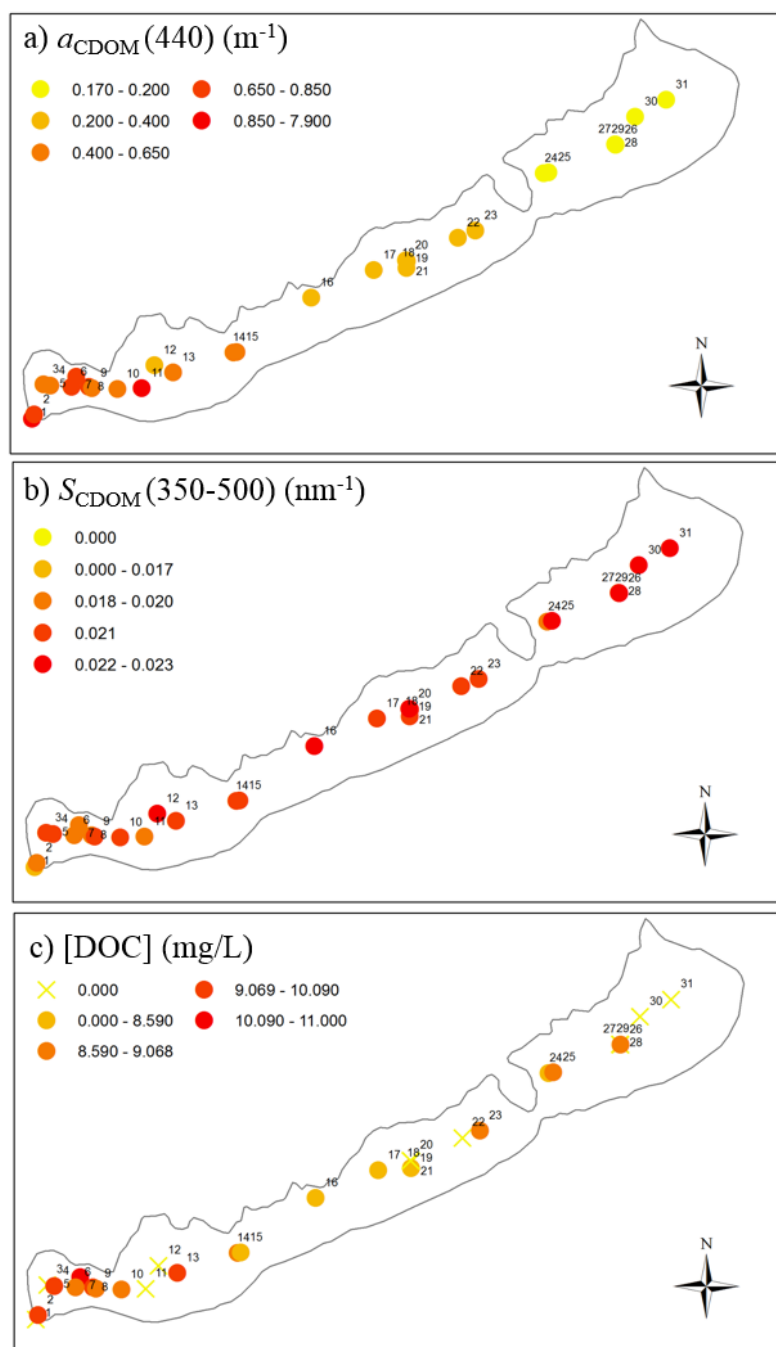 a) aCDOM (440) (m-1)
0.170 - 0.200
0.650 - 0.850
0.200 - 0.400
0.850 - 7.900
0.400 - 0.650
31
30
272926
28
2425
23
22
20
17 18 19
21
16
1415
12
13
34 6 9 10 11
5 7 8
2
1
N
b) SCDOM (350-500) (nm-1)
0.000
0.000 - 0.017
0.018 - 0.020
0.021
0.022 - 0.023
31
30
272926
28
2425
23
22
20
17 18 19
21
16
1415
12
13
34 6 9 10 11
5 7 8
2
1
N
c) [DOC] (mg/L)
0.000
9.069 - 10.090
0.000 - 8.590
10.090 - 11.000
8.590 - 9.068
31
30
272926
28
2425
23
22
20
17 18 19
21
16
1415
12
13
34 6 9 10 11
5 7 8
2
1
N